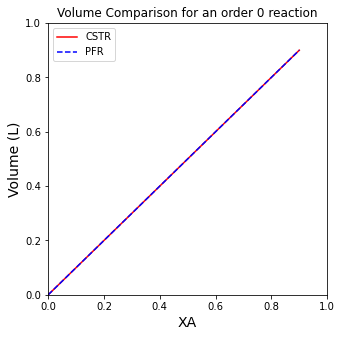 Volume Comparison for an order 0 reaction
CSTR
PFR
Volume (L)
1.0
0.8
0.6
0.4
0.2
0.0
0.0 0.2 0.4 0.6 0.8 1.0
XA